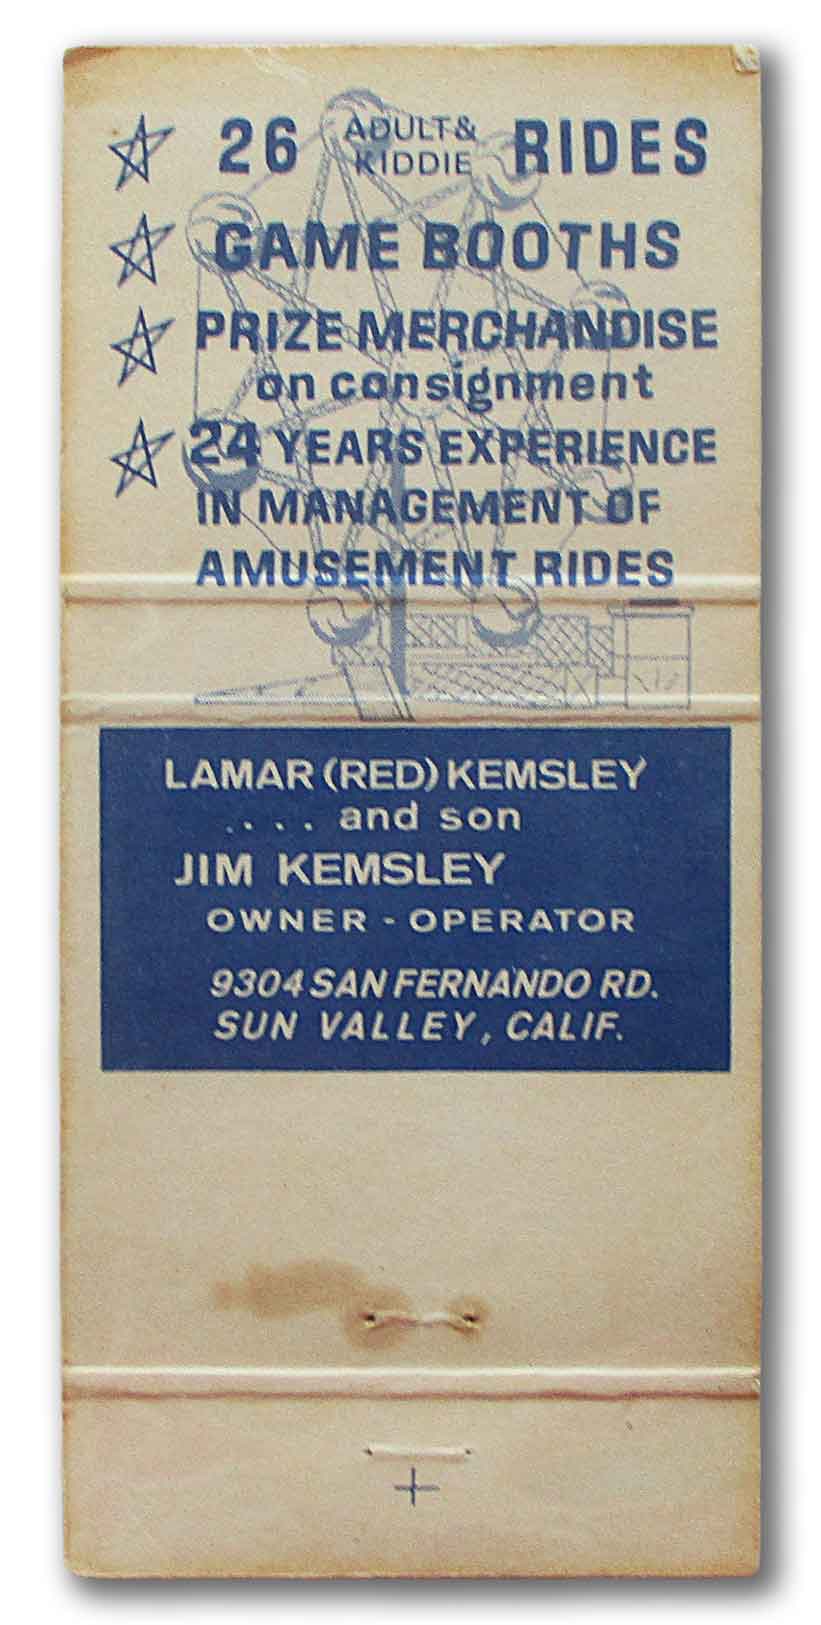 26 ADULT & KIDDIE RIDES
GAME BOOTHS
PRIZE MERCHANDISE
on consignment
24 YEARS EXPERIENCE
IN MANAGEMENT OF
AMUSEMENT RIDES
LAMAR (RED) KEMSLEY
.... and son
JIM KEMSLEY
OWNER - OPERATOR
9304 SAN FERNANDO RD.
SUN VALLEY, CALIF.